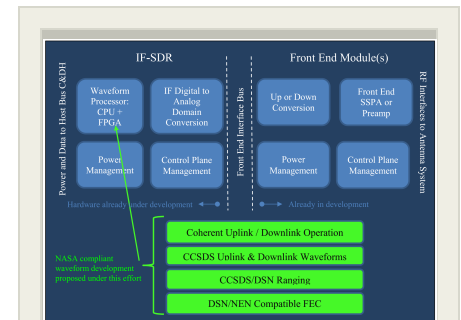 IF-SDR
Front End Module(s)
Power and Data to Host Bus C&DH
Waveform
Processor:
CPU +
FPGA
IF Digital to
Analog
Domain
Conversion
Power
Management
Control Plane
Management
Front End Interface Bus
Up or Down
Conversion
Front End
SSPA or
Preamp
Power
Management
Control Plane
Management
RF Interfaces to Antenna System
Hardware already under development
Already in development
NASA compliant
waveform development
proposed under this effort
Coherent Uplink / Downlink Operation
CCSDS Uplink & Downlink Waveforms
CCSDS/DSN Ranging
DSN/NEN Compatible FEC